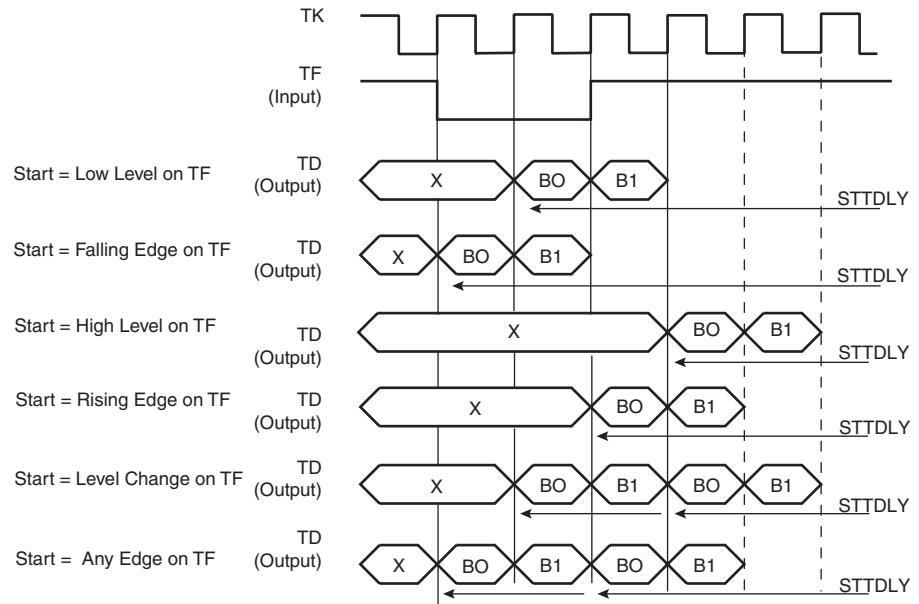 TK
TF
(Input)
Start = Low Level on TF
TD
(Output)
X
BO
B1
STTDLY
Start = Falling Edge on TF
TD
(Output)
X
BO
B1
STTDLY
Start = High Level on TF
TD
(Output)
X
BO
B1
STTDLY
Start = Rising Edge on TF
TD
(Output)
X
BO
B1
STTDLY
Start = Level Change on TF
TD
(Output)
X
BO
B1
BO
B1
STTDLY
Start = Any Edge on TF
TD
(Output)
X
BO
B1
BO
B1
STTDLY